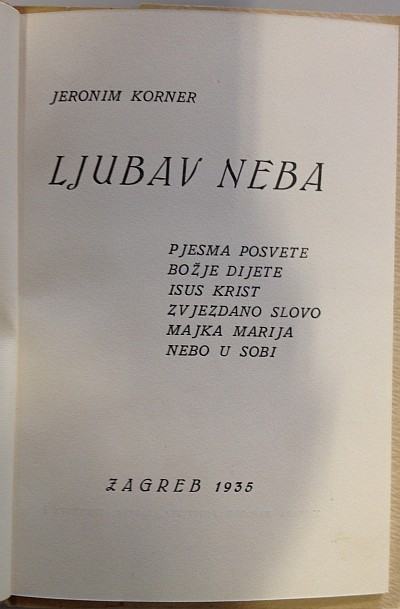 JERONIM KORNER
LJUBAV NEBA
PJESMA POSVETE
BOŽJE DIJETE
ISUS KRIST
ZVJEZDANO SLOVO
MAJKA MARIJA
NEBO U SOBI
ZAGREB 1935